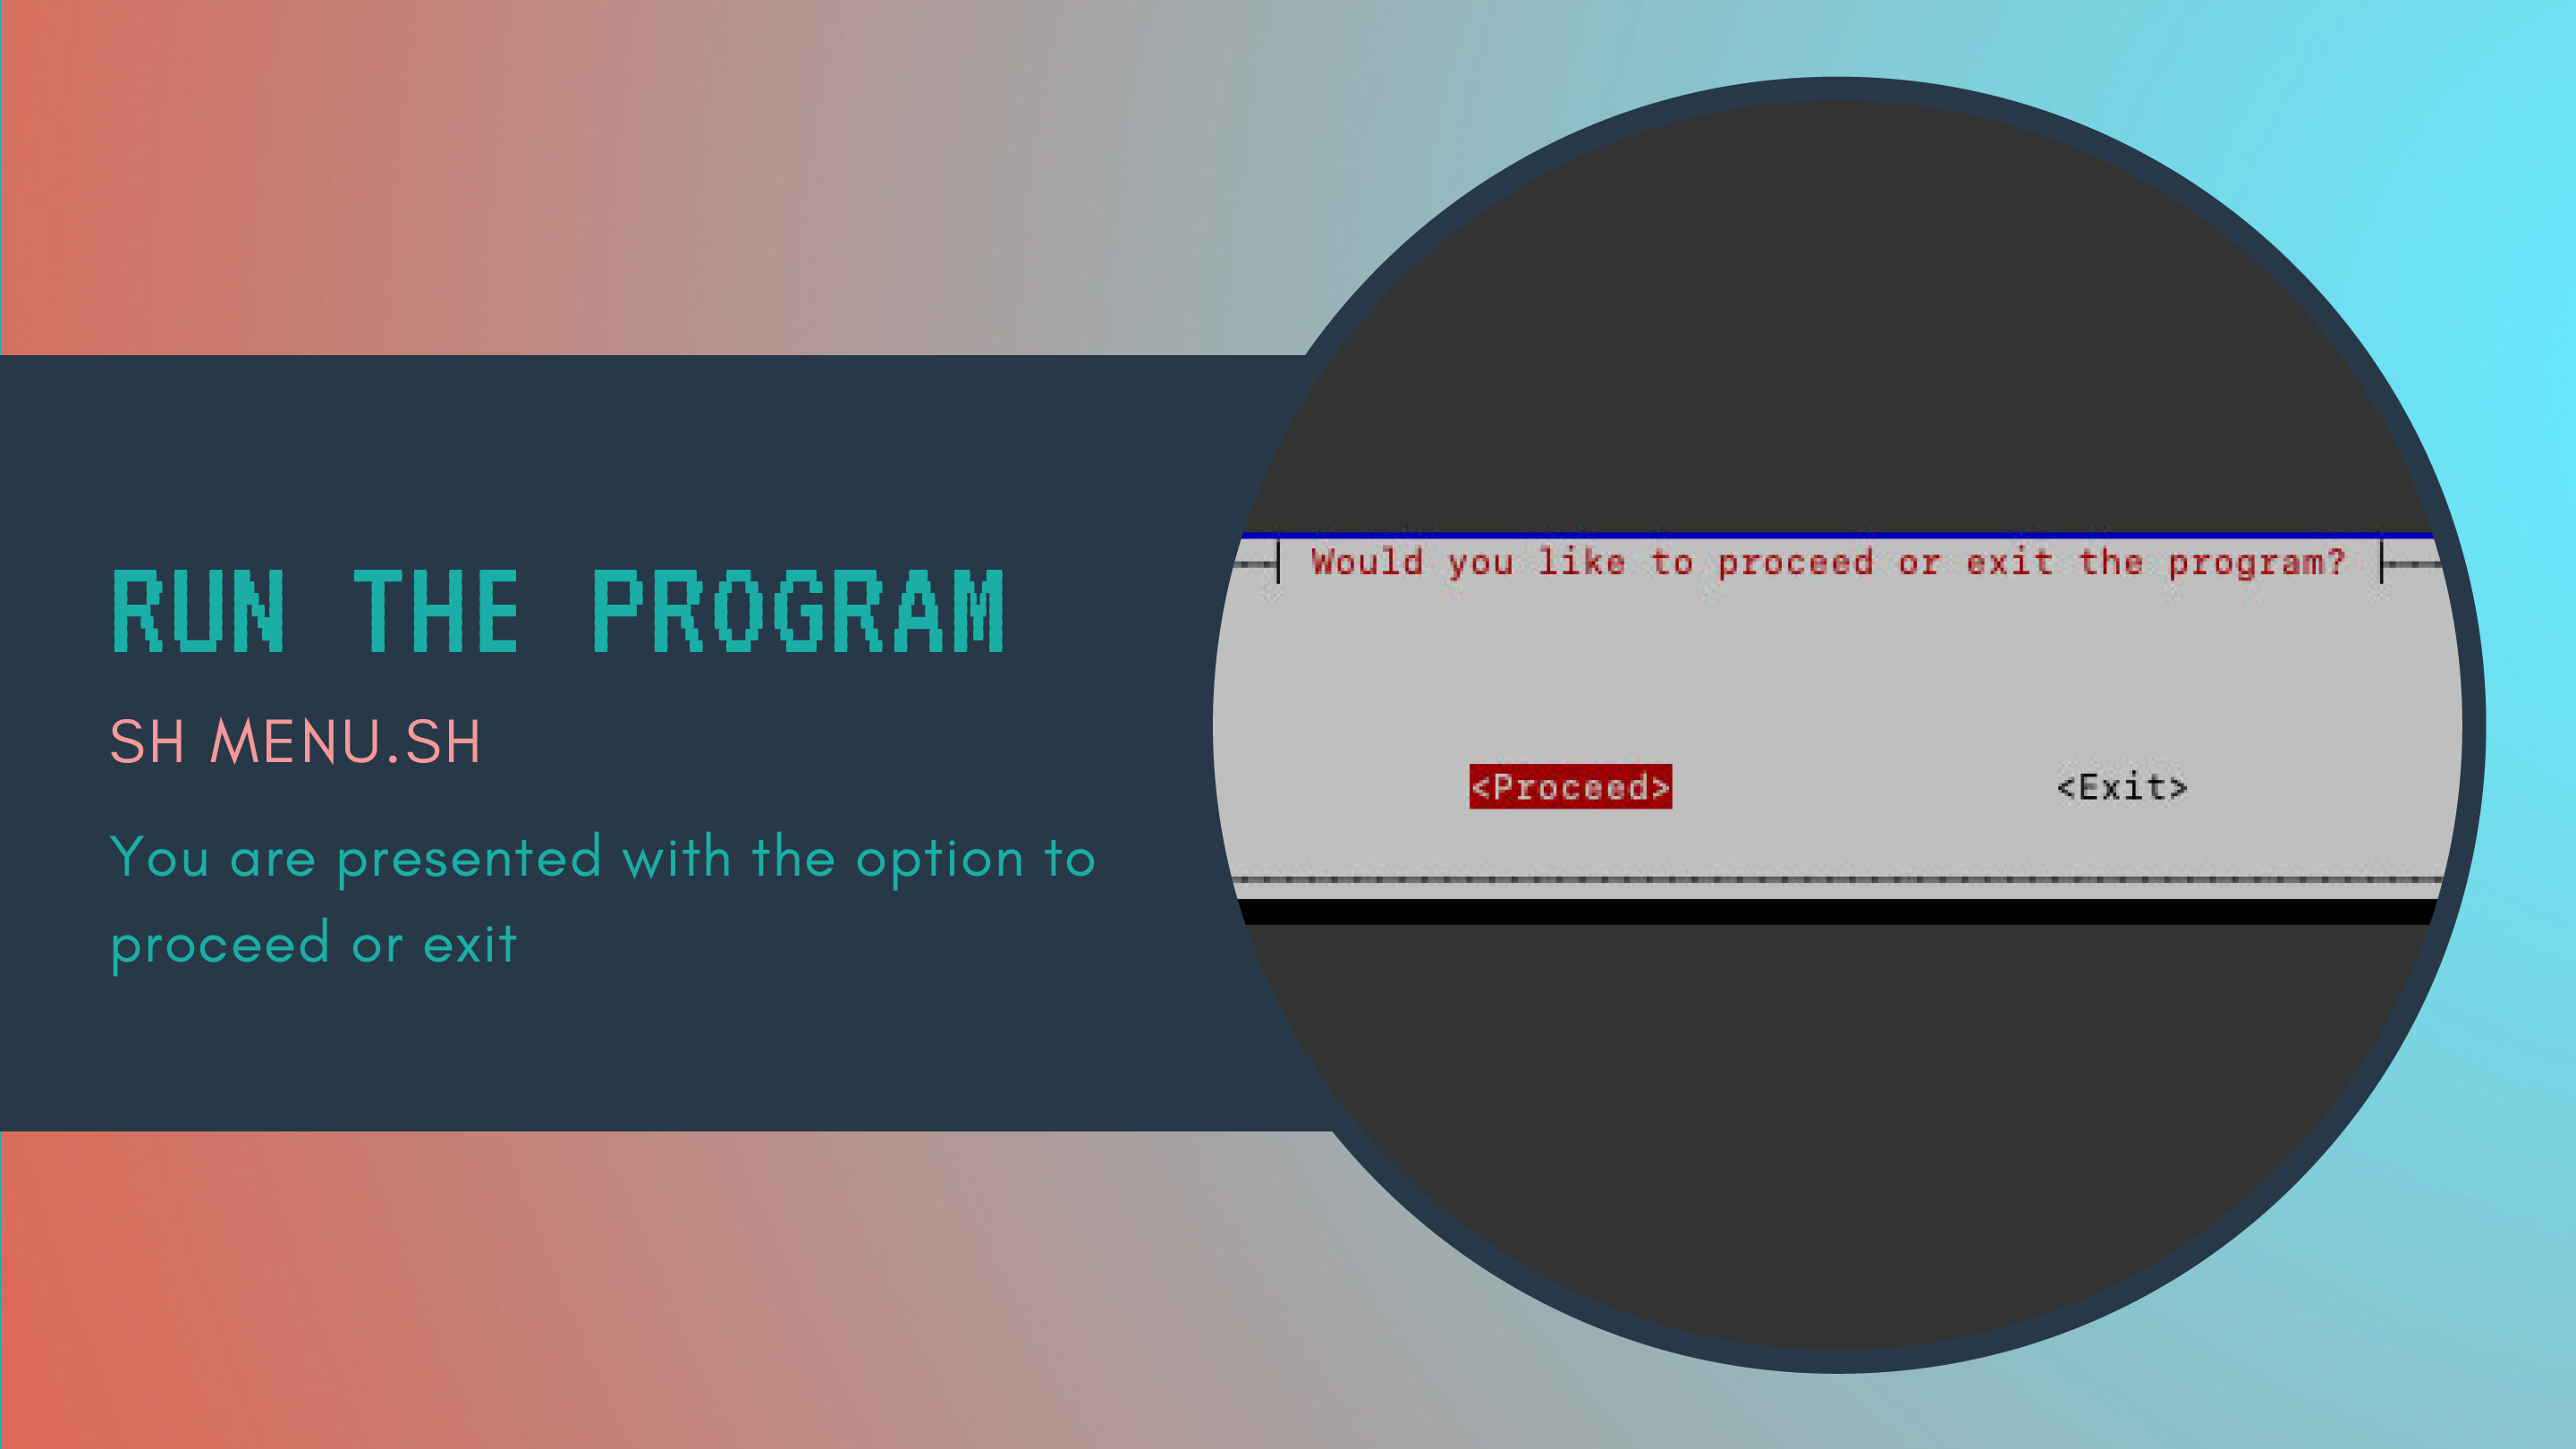 RUN THE PROGRAM
SH MENU.SH
You are presented with the option to
proceed or exit
Would you like to proceed or exit the program?
<Proceed> <Exit>